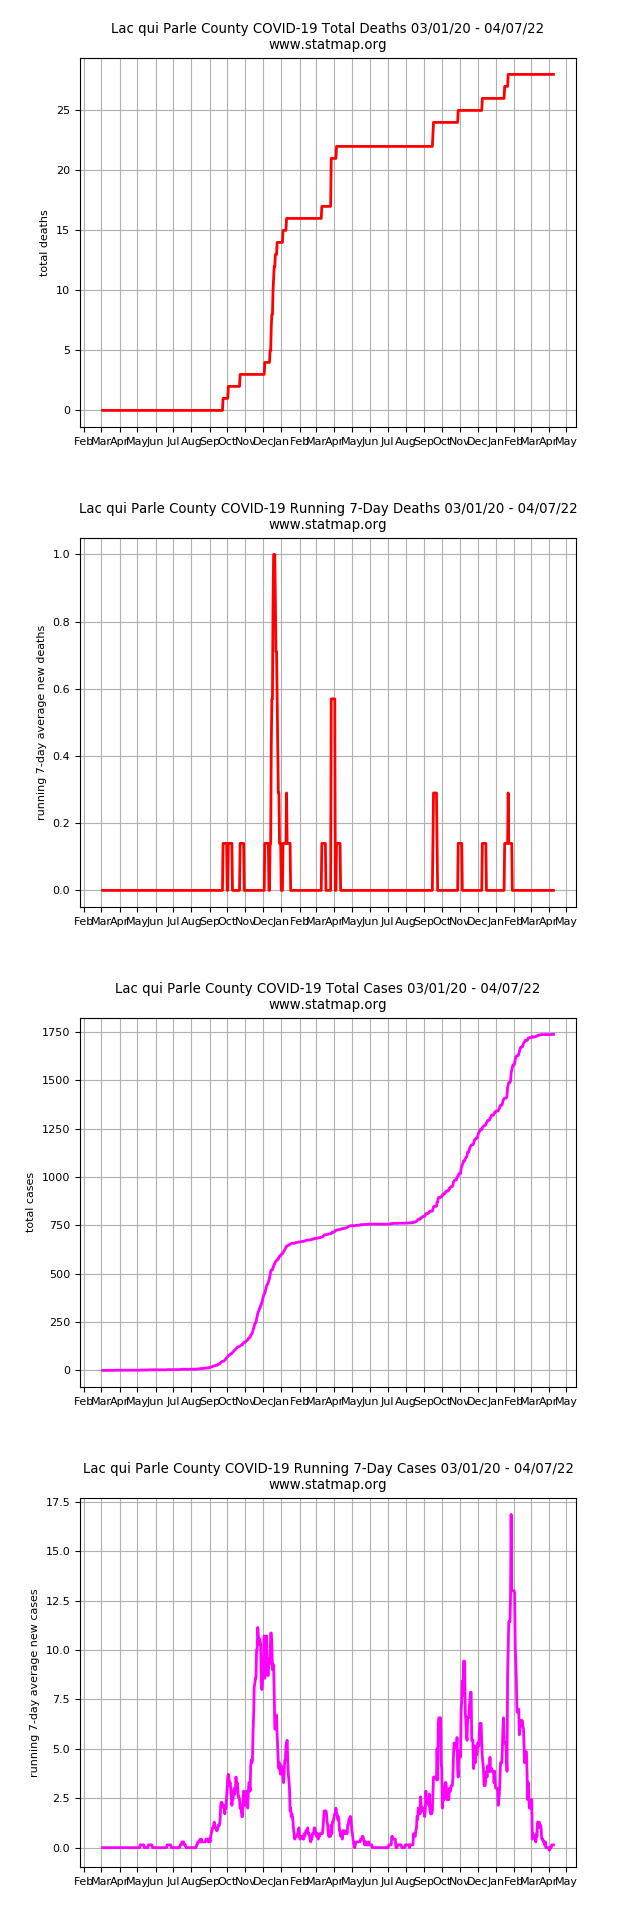 Lac qui Parle County COVID-19 Total Deaths 03/01/20 - 04/07/22
www.statmap.org
total deaths
25
20
15
10
5
0
Feb Mar Apr May Jun Jul Aug Sep Oct Nov Dec Jan Feb Mar Apr May Jun Jul Aug Sep Oct Nov Dec Jan Feb Mar Apr May
Lac qui Parle County COVID-19 Running 7-Day Deaths 03/01/20 - 04/07/22
www.statmap.org
running 7-day average new deaths
1.0
0.8
0.6
0.4
0.2
0.0
Feb Mar Apr May Jun Jul Aug Sep Oct Nov Dec Jan Feb Mar Apr May Jun Jul Aug Sep Oct Nov Dec Jan Feb Mar Apr May
Lac qui Parle County COVID-19 Total Cases 03/01/20 - 04/07/22
www.statmap.org
total cases
1750
1500
1250
1000
750
500
250
0
Feb Mar Apr May Jun Jul Aug Sep Oct Nov Dec Jan Feb Mar Apr May Jun Jul Aug Sep Oct Nov Dec Jan Feb Mar Apr May
Lac qui Parle County COVID-19 Running 7-Day Cases 03/01/20 - 04/07/22
www.statmap.org
running 7-day average new cases
17.5
15.0
12.5
10.0
7.5
5.0
2.5
0.0
Feb Mar Apr May Jun Jul Aug Sep Oct Nov Dec Jan Feb Mar Apr May Jun Jul Aug Sep Oct Nov Dec Jan Feb Mar Apr May